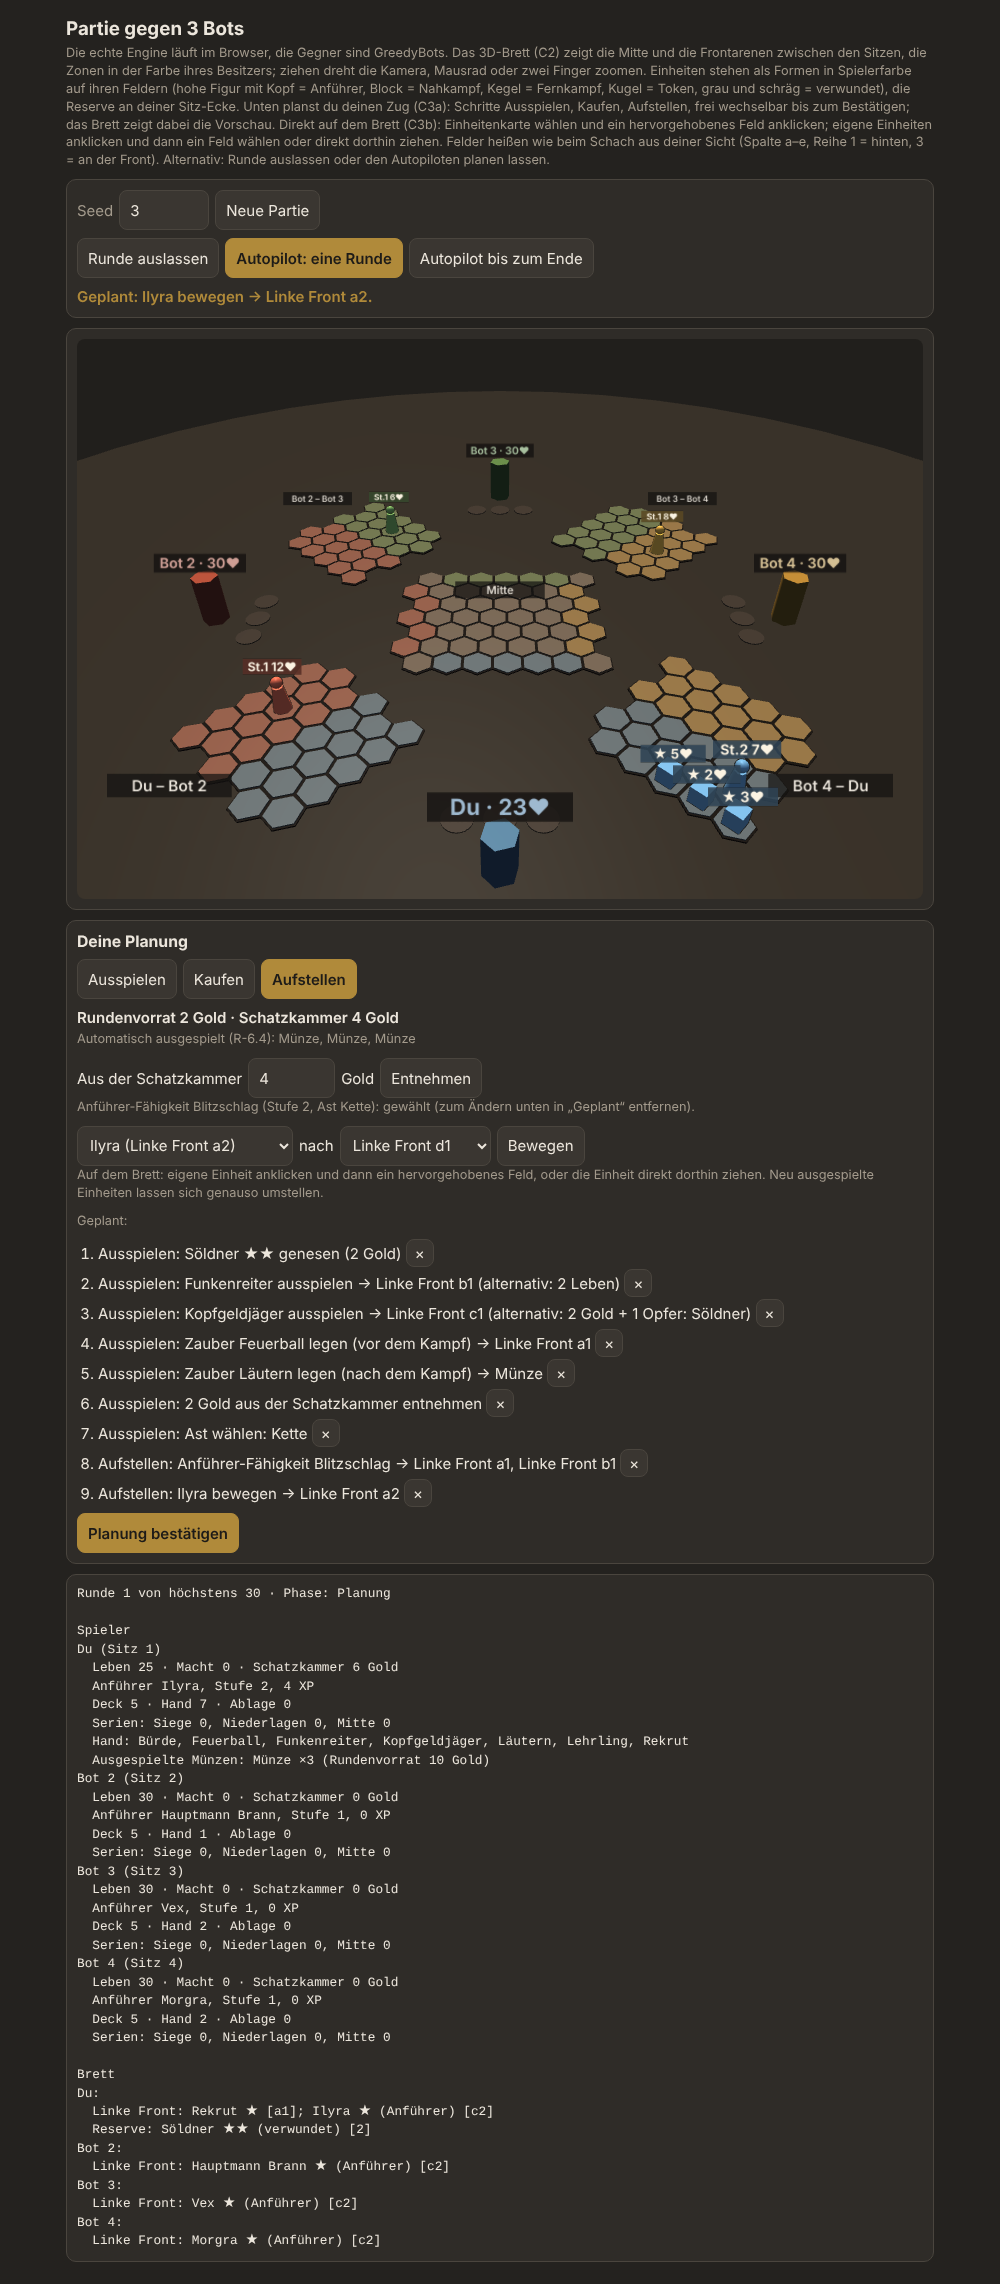 Partie gegen 3 Bots
Die echte Engine läuft im Browser, die Gegner sind GreedyBots. Das 3D-Brett (C2) zeigt die Mitte und die Frontarenen zwischen den Sitzen, die
Zonen in der Farbe ihres Besitzers; ziehen dreht die Kamera, Mausrad oder zwei Finger zoomen. Einheiten stehen als Formen in Spielerfarbe
auf ihren Feldern (hohe Figur mit Kopf = Anführer, Block = Nahkampf, Kegel = Fernkampf, Kugel = Token, grau und schräg = verwundet), die
Reserve an deiner Sitz-Ecke. Unten planst du deinen Zug (C3a): Schritte Ausspielen, Kaufen, Aufstellen, frei wechselbar bis zum Bestätigen;
das Brett zeigt dabei die Vorschau. Direkt auf dem Brett (C3b): Einheitenkarte wählen und ein hervorgehobenes Feld anklicken; eigene Einheiten
anklicken und dann ein Feld wählen oder direkt dorthin ziehen. Felder heißen wie beim Schach aus deiner Sicht (Spalte a–e, Reihe 1 = hinten, 3
= an der Front). Alternativ: Runde auslassen oder den Autopiloten planen lassen.
Seed 3 Neue Partie
Runde auslassen Autopilot: eine Runde Autopilot bis zum Ende
Geplant: Ilyra bewegen → Linke Front a2.
Bot 3 · 30♥
Bot 2 – Bot 3 St.1 6♥ Bot 3 – Bot 4
St.1 8♥
Bot 2 · 30♥ Bot 4 · 30♥
Mitte
St.1 12♥
★ 5♥ St.2 7♥
★ 2♥
Du – Bot 2 Bot 4 – Du
★ 3♥
Du · 23♥
Deine Planung
Ausspielen Kaufen Aufstellen
Rundenvorrat 2 Gold · Schatzkammer 4 Gold
Automatisch ausgespielt (R-6.4): Münze, Münze, Münze
Aus der Schatzkammer 4 Gold Entnehmen
Anführer-Fähigkeit Blitzschlag (Stufe 2, Ast Kette): gewählt (zum Ändern unten in „Geplant“ entfernen).
Ilyra (Linke Front a2) nach Linke Front d1 Bewegen
Auf dem Brett: eigene Einheit anklicken und dann ein hervorgehobenes Feld, oder die Einheit direkt dorthin ziehen. Neu ausgespielte
Einheiten lassen sich genauso umstellen.
Geplant:
1. Ausspielen: Söldner ★★ genesen (2 Gold) ×
2. Ausspielen: Funkenreiter ausspielen → Linke Front b1 (alternativ: 2 Leben) ×
3. Ausspielen: Kopfgeldjäger ausspielen → Linke Front c1 (alternativ: 2 Gold + 1 Opfer: Söldner) ×
4. Ausspielen: Zauber Feuerball legen (vor dem Kampf) → Linke Front a1 ×
5. Ausspielen: Zauber Läutern legen (nach dem Kampf) → Münze ×
6. Ausspielen: 2 Gold aus der Schatzkammer entnehmen ×
7. Ausspielen: Ast wählen: Kette ×
8. Aufstellen: Anführer-Fähigkeit Blitzschlag → Linke Front a1, Linke Front b1 ×
9. Aufstellen: Ilyra bewegen → Linke Front a2 ×
Planung bestätigen
Runde 1 von höchstens 30 · Phase: Planung
Spieler
Du (Sitz 1)
Leben 25 · Macht 0 · Schatzkammer 6 Gold
Anführer Ilyra, Stufe 2, 4 XP
Deck 5 · Hand 7 · Ablage 0
Serien: Siege 0, Niederlagen 0, Mitte 0
Hand: Bürde, Feuerball, Funkenreiter, Kopfgeldjäger, Läutern, Lehrling, Rekrut
Ausgespielte Münzen: Münze ×3 (Rundenvorrat 10 Gold)
Bot 2 (Sitz 2)
Leben 30 · Macht 0 · Schatzkammer 0 Gold
Anführer Hauptmann Brann, Stufe 1, 0 XP
Deck 5 · Hand 1 · Ablage 0
Serien: Siege 0, Niederlagen 0, Mitte 0
Bot 3 (Sitz 3)
Leben 30 · Macht 0 · Schatzkammer 0 Gold
Anführer Vex, Stufe 1, 0 XP
Deck 5 · Hand 2 · Ablage 0
Serien: Siege 0, Niederlagen 0, Mitte 0
Bot 4 (Sitz 4)
Leben 30 · Macht 0 · Schatzkammer 0 Gold
Anführer Morgra, Stufe 1, 0 XP
Deck 5 · Hand 2 · Ablage 0
Serien: Siege 0, Niederlagen 0, Mitte 0
Brett
Du:
Linke Front: Rekrut ★ [a1]; Ilyra ★ (Anführer) [c2]
Reserve: Söldner ★★ (verwundet) [2]
Bot 2:
Linke Front: Hauptmann Brann ★ (Anführer) [c2]
Bot 3:
Linke Front: Vex ★ (Anführer) [c2]
Bot 4:
Linke Front: Morgra ★ (Anführer) [c2]